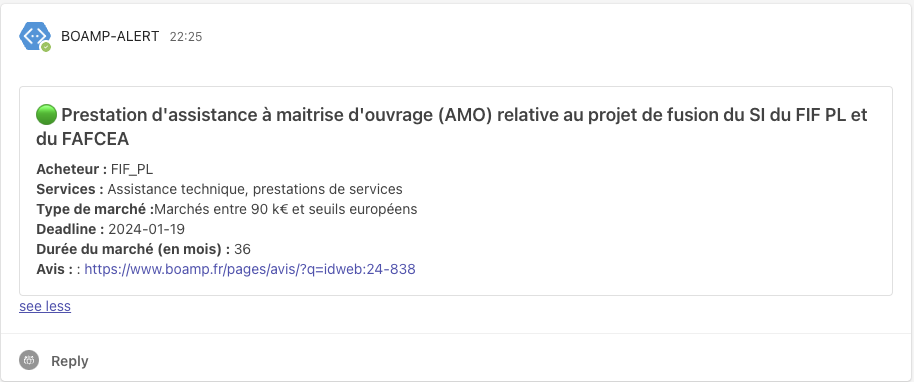 BOAMP-ALERT 22:25
Prestation d'assistance à maitrise d'ouvrage (AMO) relative au projet de fusion du SI du FIF PL et
du FAFCEA
Acheteur : FIF_PL
Services : Assistance technique, prestations de services
Type de marché :Marchés entre 90 k€ et seuils européens
Deadline : 2024-01-19
Durée du marché (en mois) : 36
Avis : : https://www.boamp.fr/pages/avis/?q=idweb:24-838
see less
Reply